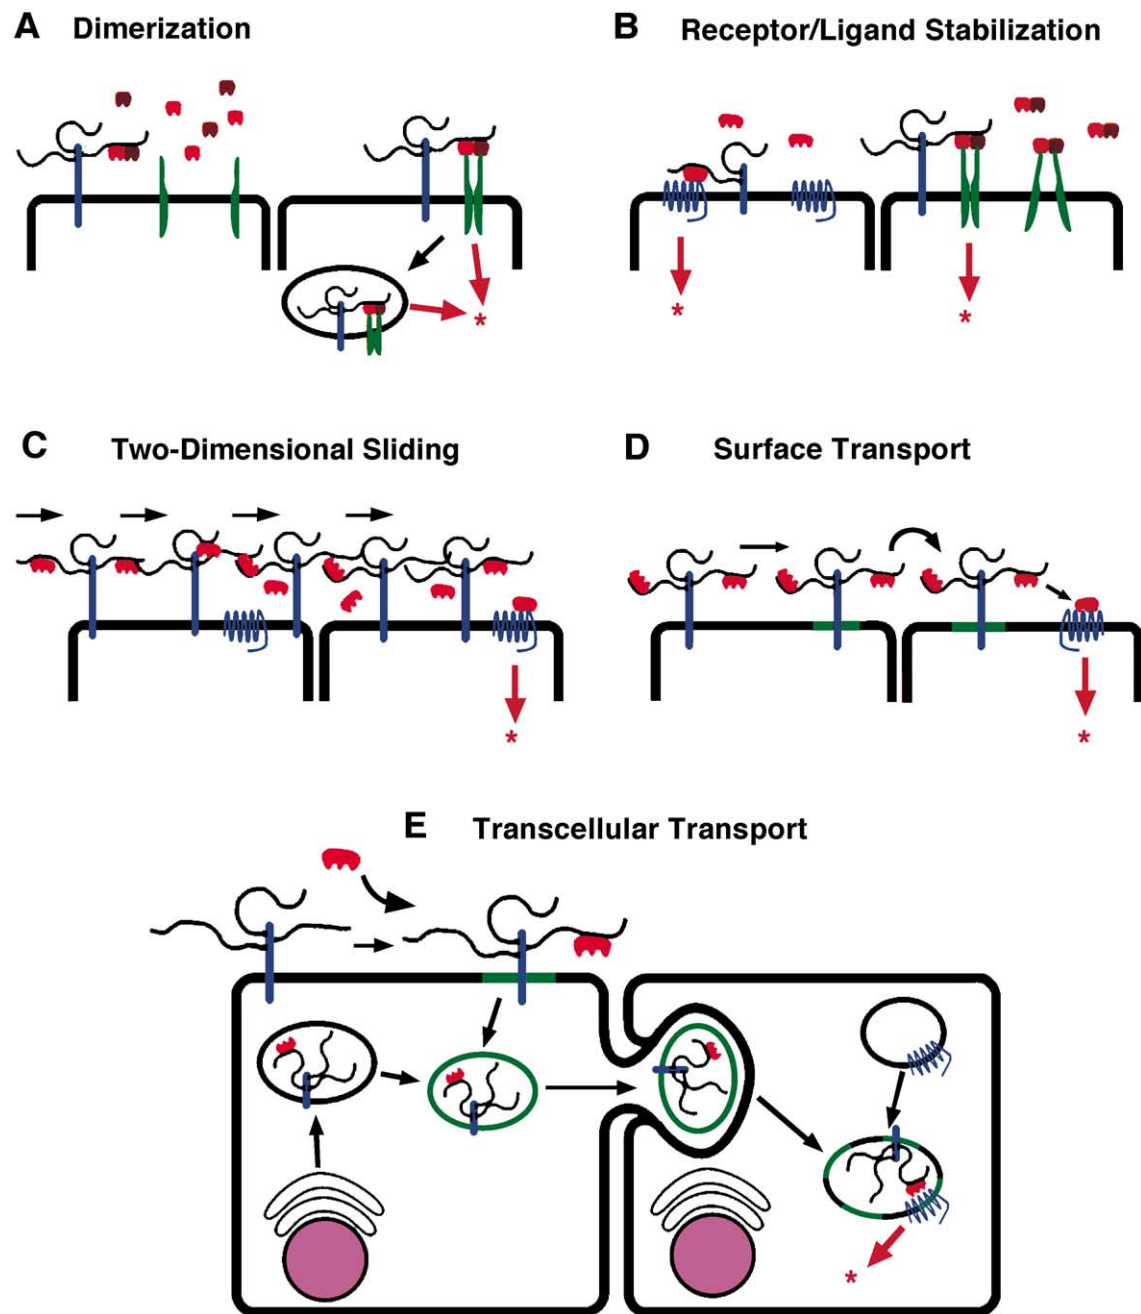 A Dimerization
B Receptor/Ligand Stabilization
*
*
*
C Two-Dimensional Sliding
D Surface Transport
*
*
E Transcellular Transport
*